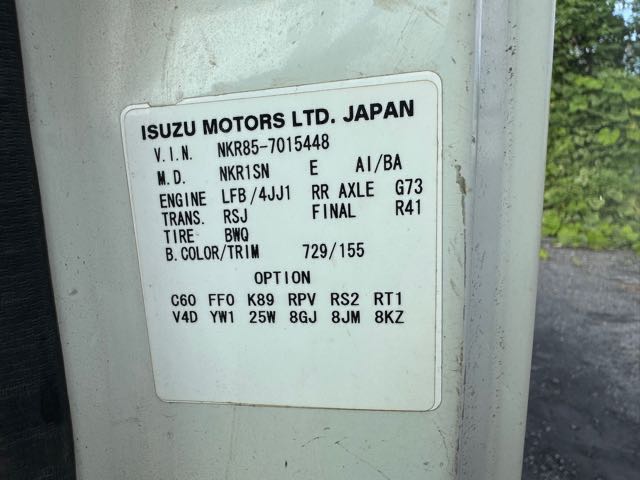 ISUZU MOTORS LTD. JAPAN
V.I.N. NKR85-7015448
M.D. NKR1SN E AI/BA
ENGINE LFB/4JJ1 RR AXLE G73
TRANS. RSJ FINAL R41
TIRE BWQ
B.COLOR/TRIM 729/155
OPTION
C60 FF0 K89 RPV RS2 RT1
V4D YW1 25W 8GJ 8JM 8KZ